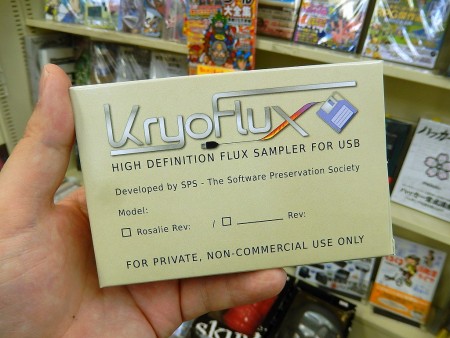 KryoFlux
HIGH DEFINITION FLUX SAMPLER FOR USB
Developed by SPS - The Software Preservation Society
Model:
☐ Rosalie Rev: / ☐ ________ Rev:
FOR PRIVATE, NON-COMMERCIAL USE ONLY